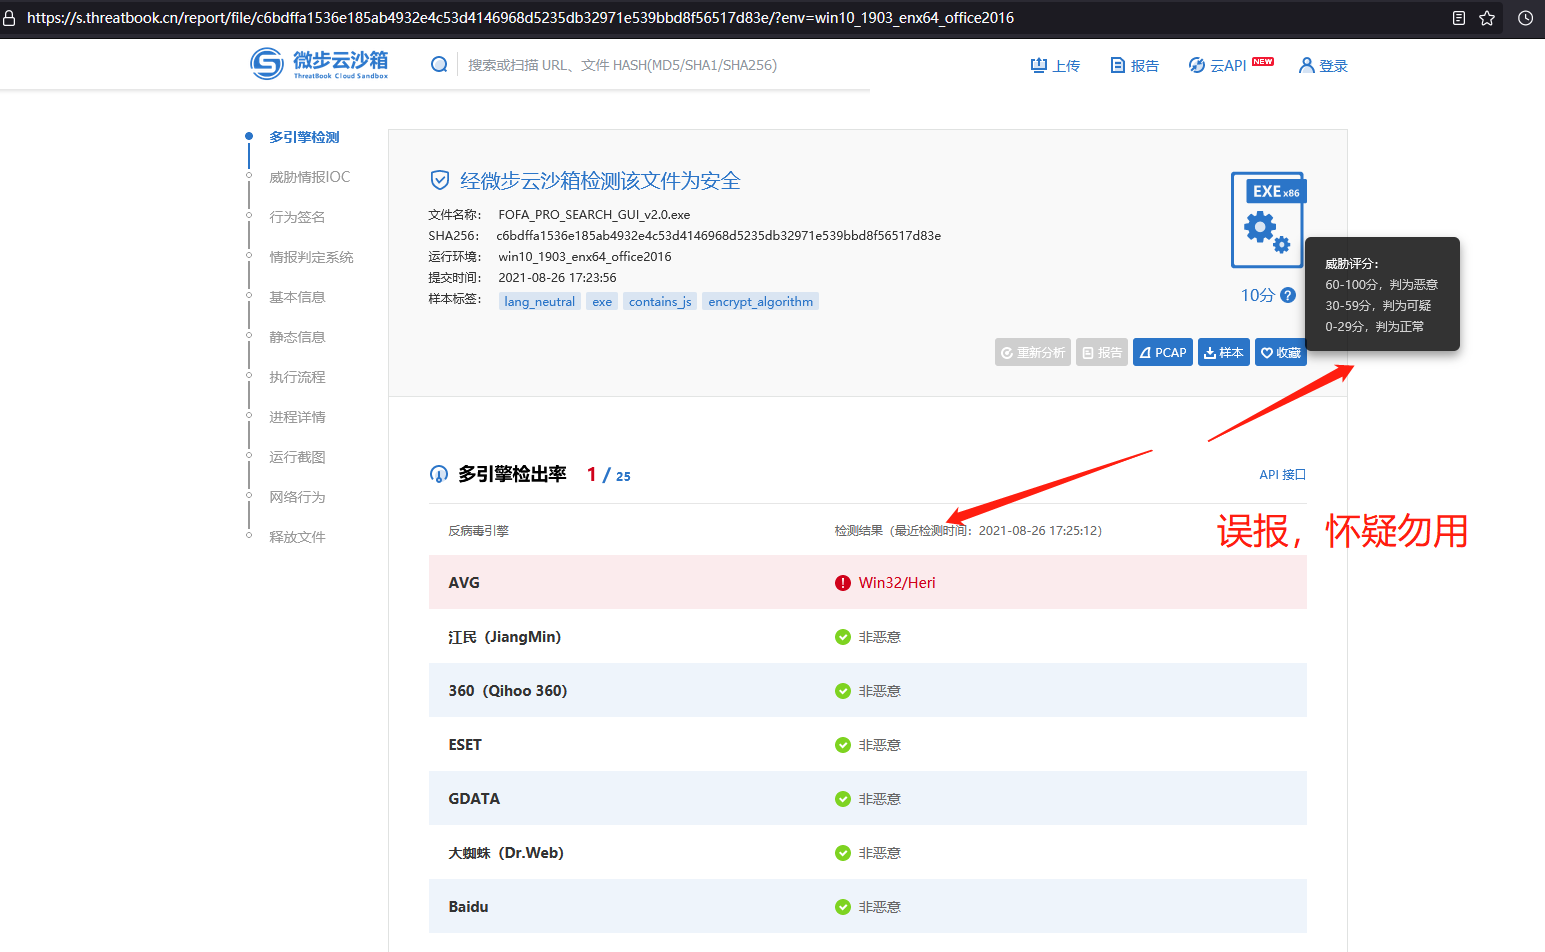 https://s.threatbook.cn/report/file/c6bdffa1536e185ab4932e4c53d4146968d5235db32971e539bbd8f56517d83e/?env=win10_1903_enx64_office2016
微步云沙箱
ThreatBook Cloud Sandbox
搜索或扫描 URL、文件 HASH(MD5/SHA1/SHA256)
上传
报告
云API NEW
登录
多引擎检测
威胁情报IOC
行为签名
情报判定系统
基本信息
静态信息
执行流程
进程详情
运行截图
网络行为
释放文件
经微步云沙箱检测该文件为安全
文件名称： FOFA_PRO_SEARCH_GUI_v2.0.exe
SHA256： c6bdffa1536e185ab4932e4c53d4146968d5235db32971e539bbd8f56517d83e
运行环境： win10_1903_enx64_office2016
提交时间： 2021-08-26 17:23:56
样本标签： lang_neutral exe contains_js encrypt_algorithm
EXE x86
10分 ?
威胁评分：
60-100分，判为恶意
30-59分，判为可疑
0-29分，判为正常
重新分析 报告 PCAP 样本 收藏
多引擎检出率 1 / 25
API 接口
反病毒引擎 检测结果（最近检测时间：2021-08-26 17:25:12）
误报，怀疑勿用
AVG Win32/Heri
江民（JiangMin） 非恶意
360（Qihoo 360） 非恶意
ESET 非恶意
GDATA 非恶意
大蜘蛛（Dr.Web） 非恶意
Baidu 非恶意